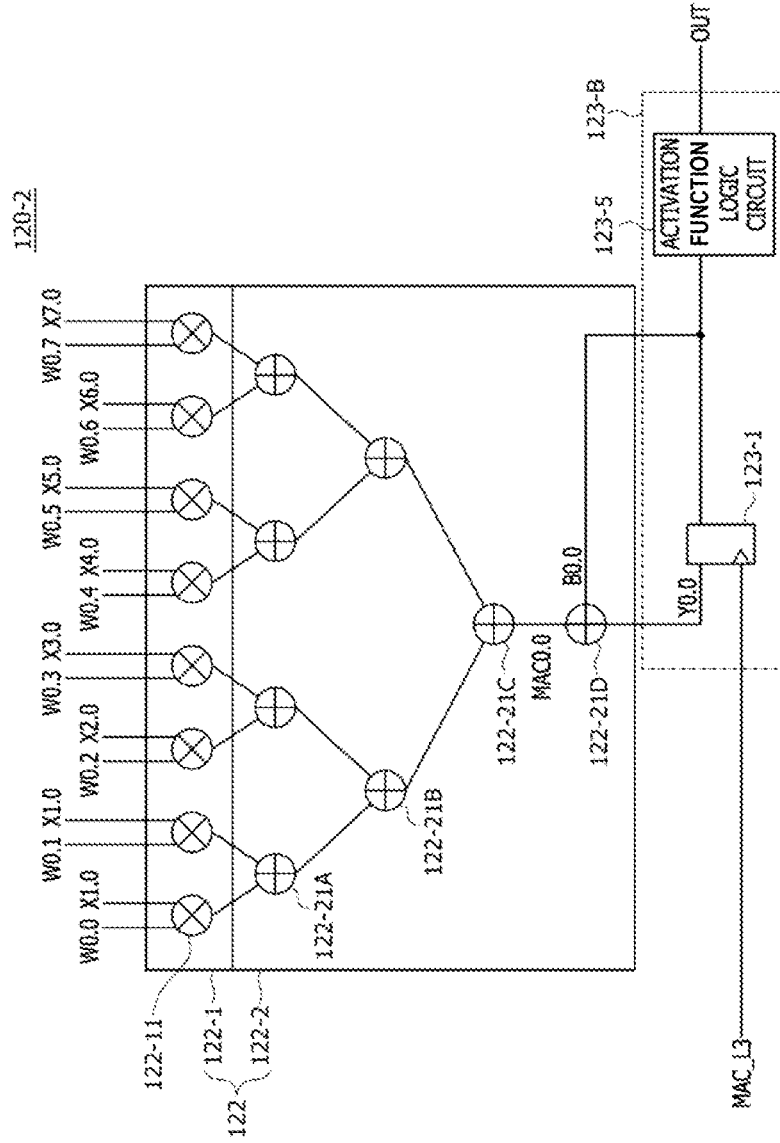 120-2
W0.0 X1.0
W0.1 X1.0
W0.2 X2.0
W0.3 X3.0
W0.4 X4.0
W0.5 X5.0
W0.6 X6.0
W0.7 X7.0
122-11
122-1
122-2
122
122-21A
122-21B
122-21C
MAC0.0
B0.0
122-21D
Y0.0
123-1
MAC_L3
123-B
123-5
ACTIVATION
FUNCTION
LOGIC
CIRCUIT
OUT